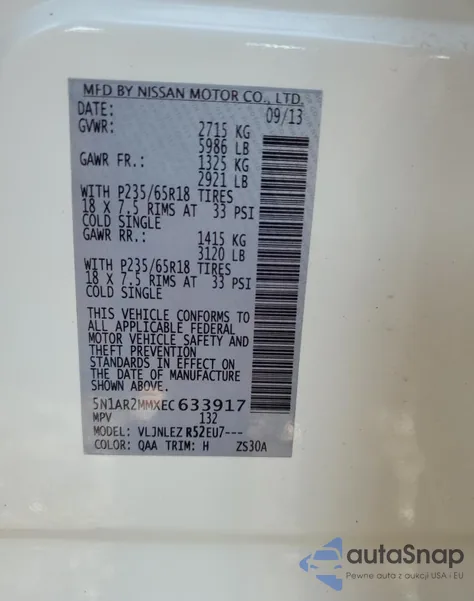 MFD BY NISSAN MOTOR CO., LTD.
DATE: 09/13
GVWR: 2715 KG
5986 LB
GAWR FR.: 1325 KG
2921 LB
WITH P235/65R18 TIRES
18 X 7.5 RIMS AT 33 PSI
COLD SINGLE
GAWR RR.: 1415 KG
3120 LB
WITH P235/65R18 TIRES
18 X 7.5 RIMS AT 33 PSI
COLD SINGLE
THIS VEHICLE CONFORMS TO
ALL APPLICABLE FEDERAL
MOTOR VEHICLE SAFETY AND
THEFT PREVENTION
STANDARDS IN EFFECT ON
THE DATE OF MANUFACTURE
SHOWN ABOVE.
5N1AR2MMXEC633917
MPV 132
MODEL: VLJNLEZ R52EU7---
COLOR: QAA TRIM: H ZS30A
autoSnap
Pewne auta z aukcji USA i EU